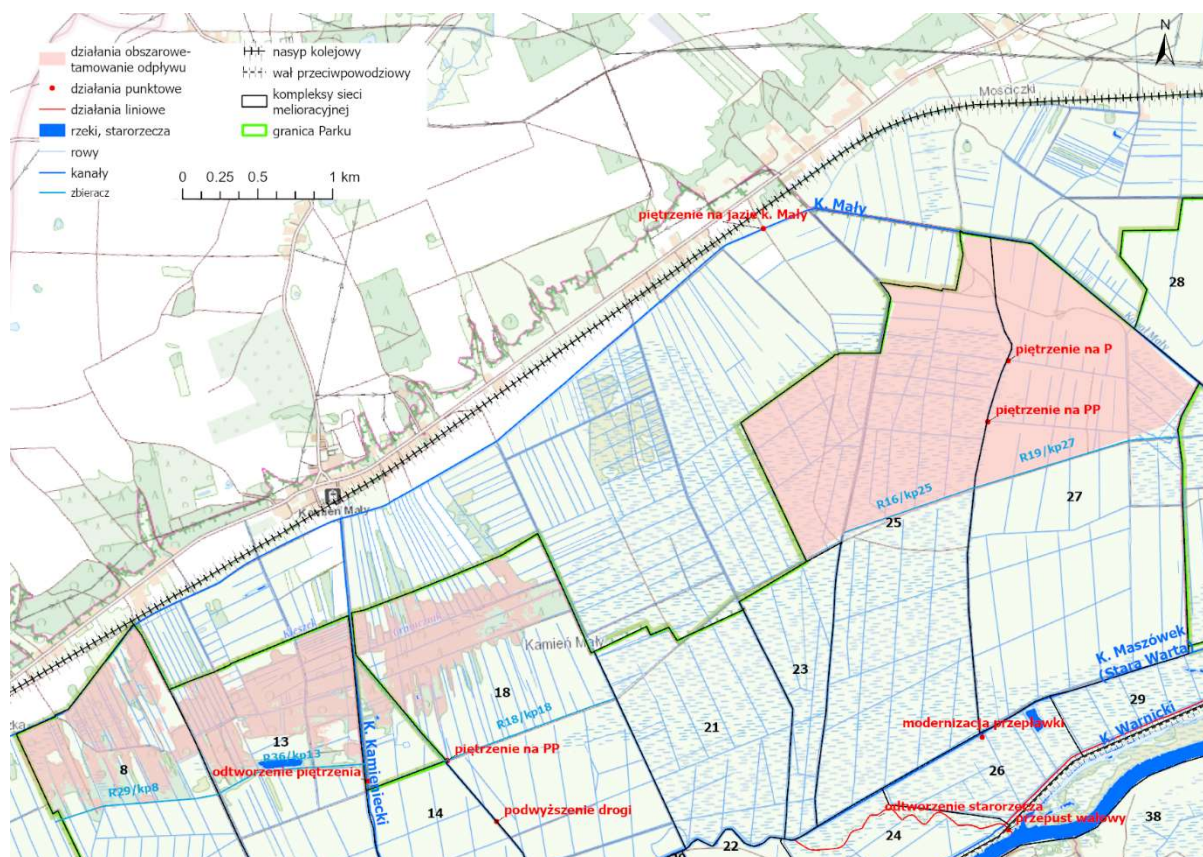 działania obszarowe-
tamowanie odpływu
działania punktowe
działania liniowe
rzeki, starorzecza
rowy
kanały
zbieracz
nasyp kolejowy
wał przeciwpowodziowy
kompleksy sieci
melioracyjnej
granica Parku
0 0.25 0.5 1 km
N
Mościczki
piętrzenie na jazie k. Mały
K. Mały
28
Kanał Mały
piętrzenie na P
piętrzenie na PP
R19/kp27
R16/kp25
25
27
Kamień Mały
Kamień Mały
18
R18/kp18
23
21
K. Maszówek
(Stara Warta)
29
K. Warnicki
modernizacja przepławki
26
8
R29/kp8
13
R36/kp13
odtworzenie piętrzenia
K. Kamieniecki
piętrzenie na PP
14
podwyższenie drogi
22
odtworzenie starorzecza
przepust wałowy
24
38